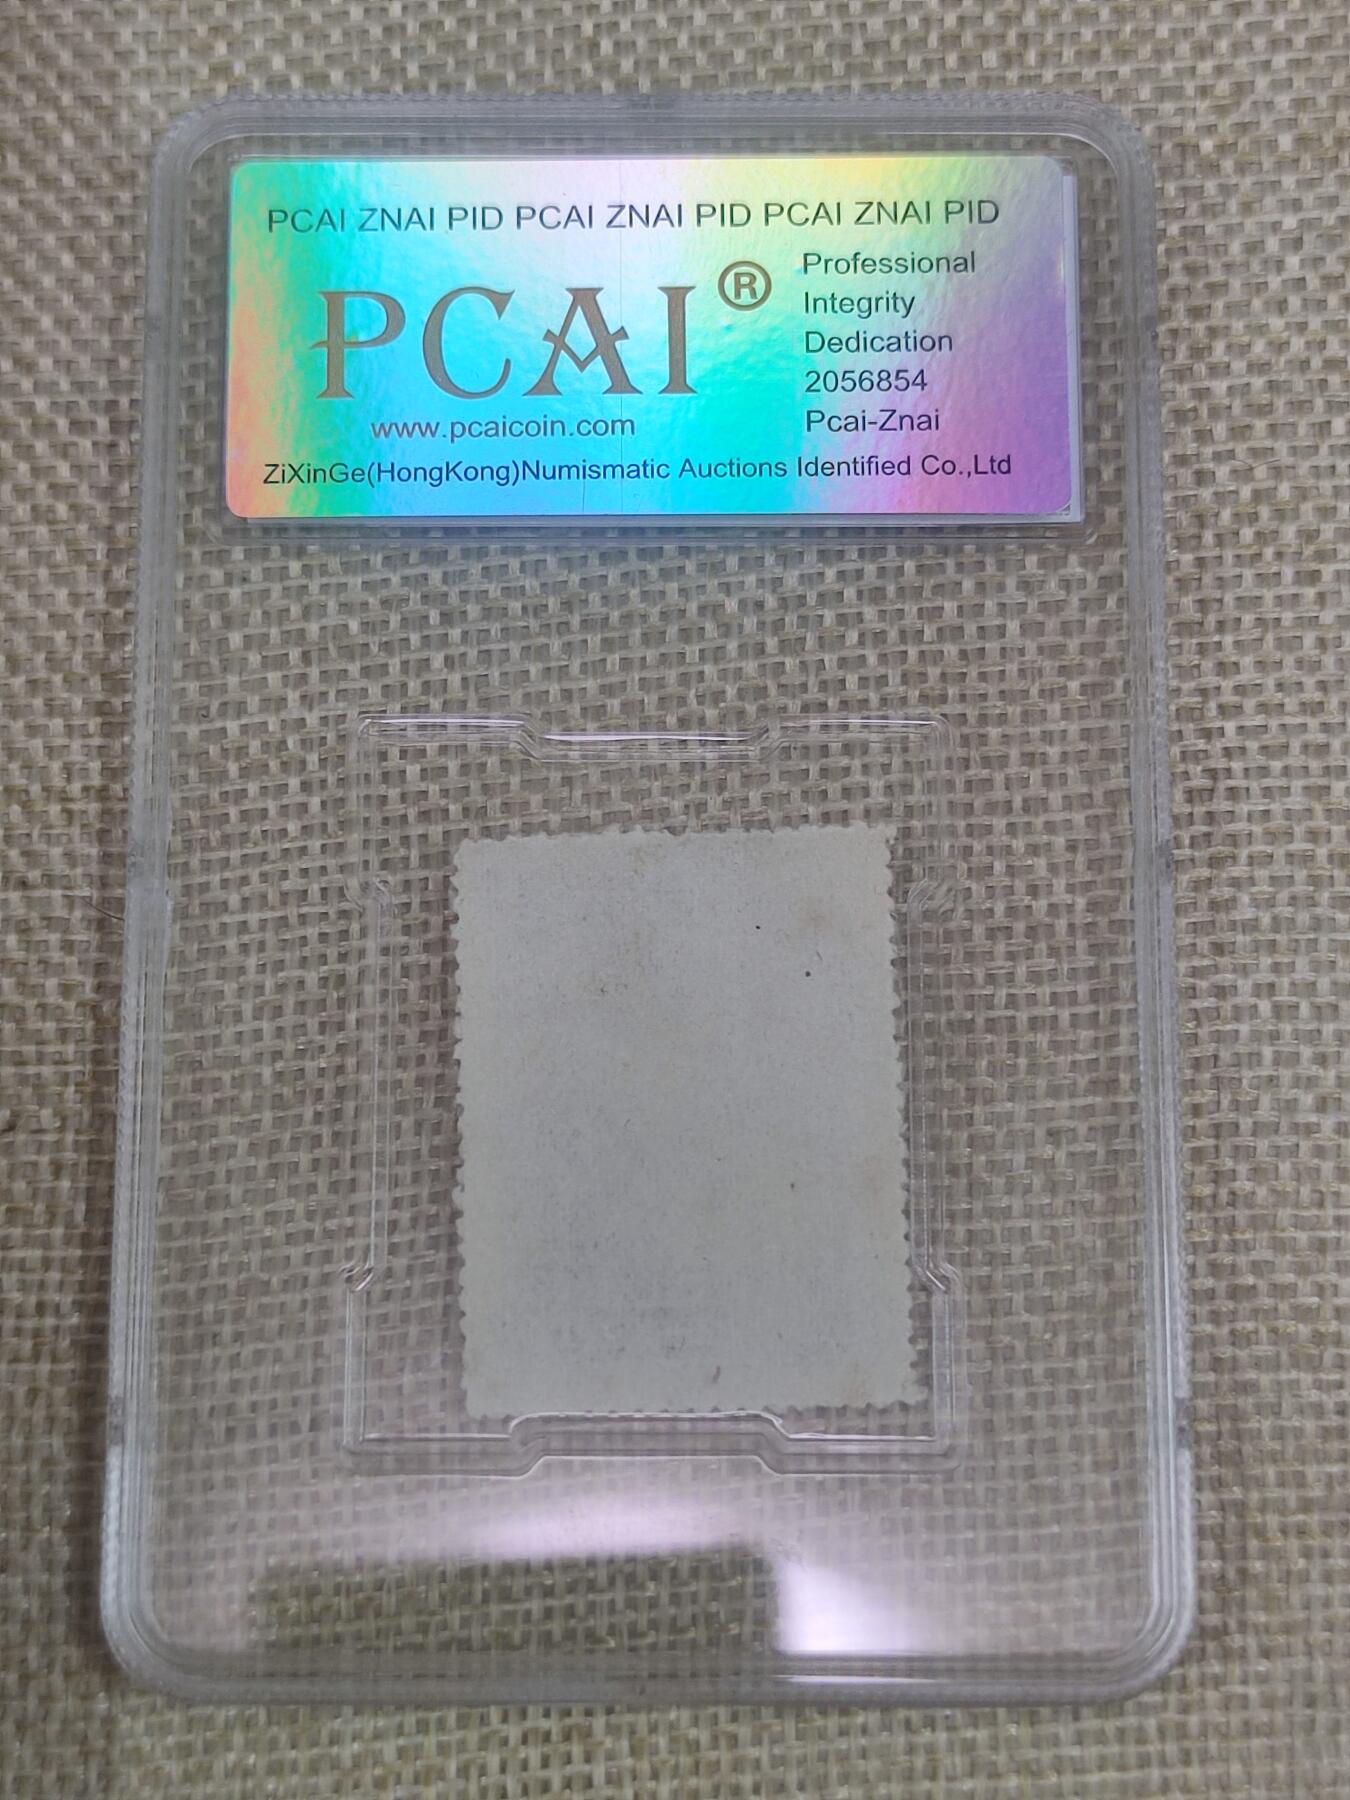 PCAI ZNAI PID PCAI ZNAI PID PCAI ZNAI PID
PCAI®
www.pcaicoin.com
Professional
Integrity
Dedication
2056854
Pcai-Znai
ZiXinGe(HongKong)Numismatic Auctions Identified Co.,Ltd